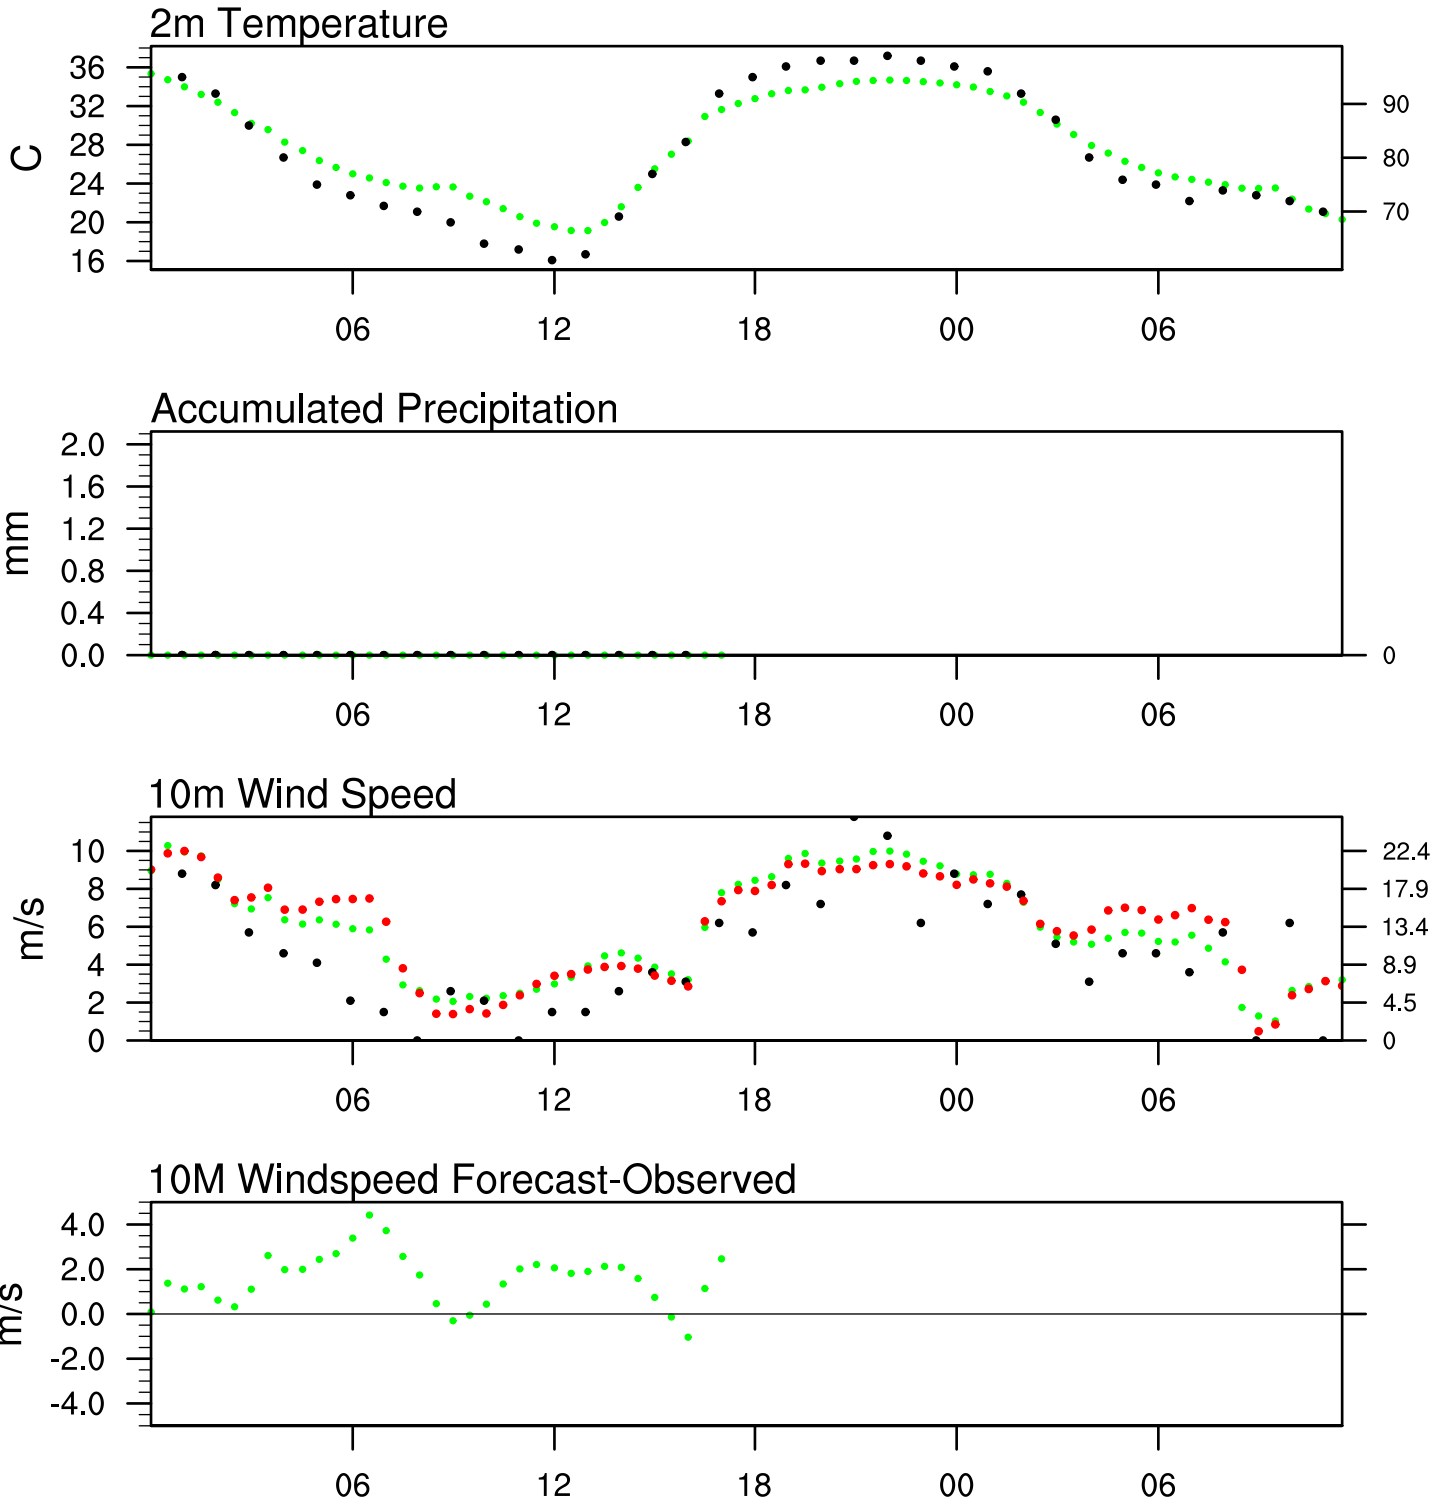 2m Temperature
36
32
28
24
20
16
C
90
80
70
06 12 18 00 06
Accumulated Precipitation
2.0
1.6
1.2
0.8
0.4
0.0
mm
0
06 12 18 00 06
10m Wind Speed
10
8
6
4
2
0
m/s
22.4
17.9
13.4
8.9
4.5
0
06 12 18 00 06
10M Windspeed Forecast-Observed
4.0
2.0
0.0
-2.0
-4.0
m/s
06 12 18 00 06